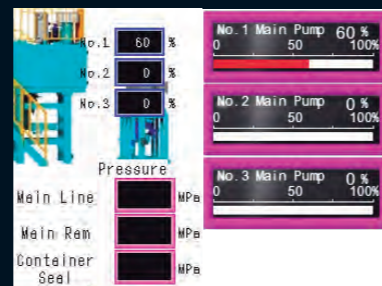 No.1 60 %
No.2 0 %
No.3 0 %
Pressure
Main Line MPa
Main Ram MPa
Container
Seal MPa
No.1 Main Pump 60 %
0 50 100%
No.2 Main Pump 0 %
0 50 100%
No.3 Main Pump 0 %
0 50 100%